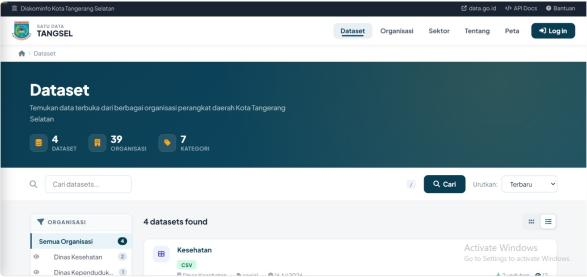 Diskominfo Kota Tangerang Selatan
data.go.id
API Docs
Bantuan
SATU DATA
TANGSEL
Dataset
Organisasi
Sektor
Tentang
Peta
Log in
Dataset
Dataset
Temukan data terbuka dari berbagai organisasi perangkat daerah Kota Tangerang
Selatan
4
DATASET
39
ORGANISASI
7
KATEGORI
Cari datasets...
/
Cari
Urutkan:
Terbaru
ORGANISASI
4 datasets found
Semua Organisasi 4
Dinas Kesehatan 2
Dinas Kependuduk... 1
Kesehatan
CSV
Dinas Kesehatan
Activate Windows
Go to Settings to activate Windows.